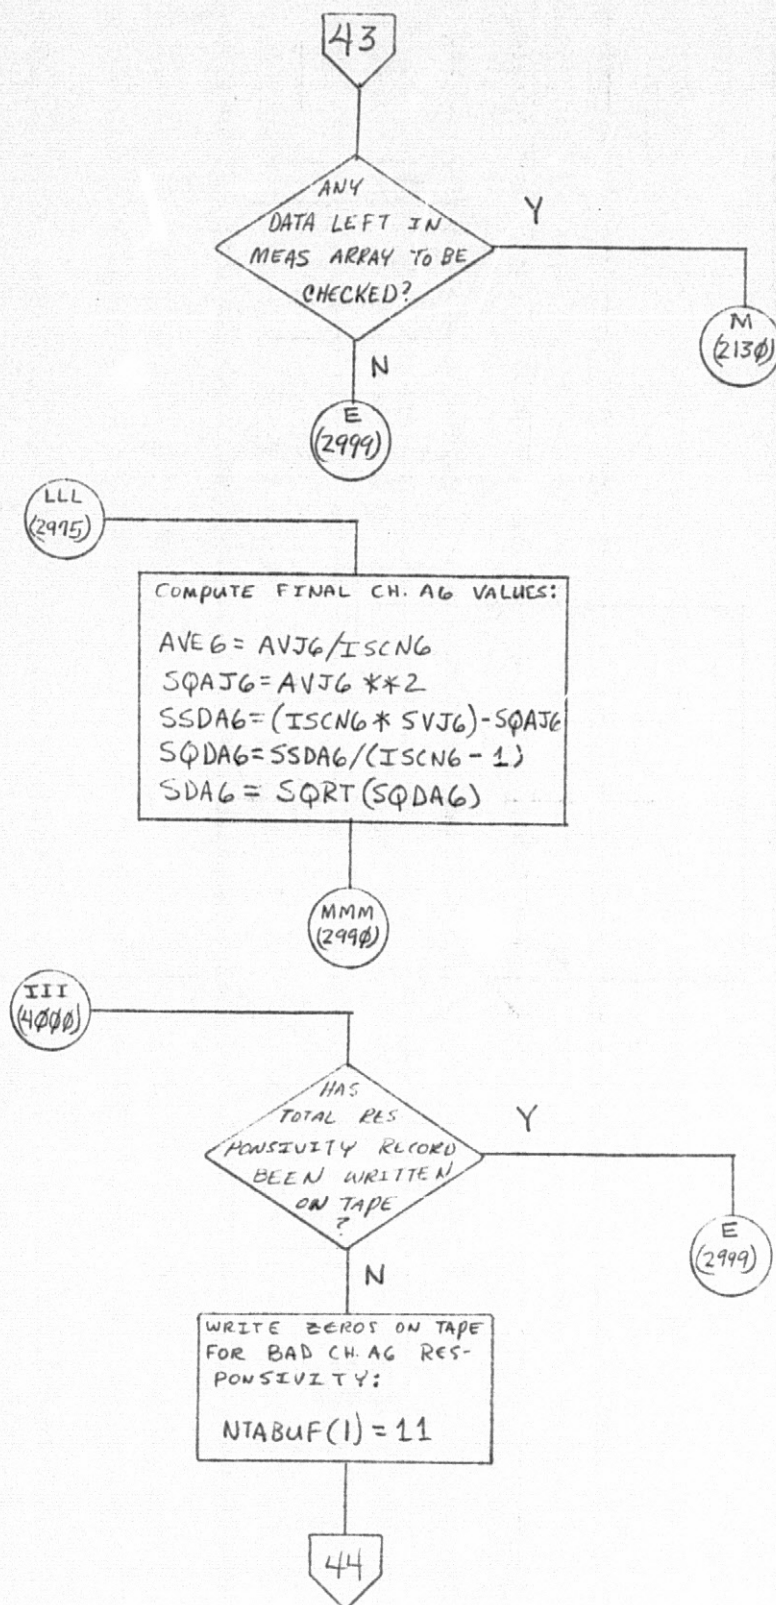 43
ANY
DATA LEFT IN
MEAS ARRAY TO BE
CHECKED?
Y
M
(213Ø)
N
E
(2999)
LLL
(2975)
COMPUTE FINAL CH. A6 VALUES:
AVE6 = AVJ6/ISCN6
SQAJ6 = AVJ6 **2
SSDA6 = (ISCN6 * SVJ6) - SQAJ6
SQDA6 = SSDA6/(ISCN6 - 1)
SDA6 = SQRT(SQDA6)
MMM
(299Ø)
III
(4ØØØ)
HAS
TOTAL RES
PONSIVITY RECORD
BEEN WRITTEN
ON TAPE
?
Y
E
(2999)
N
WRITE ZEROS ON TAPE
FOR BAD CH. A6 RES-
PONSIVITY:
NTABUF(1) = 11
44